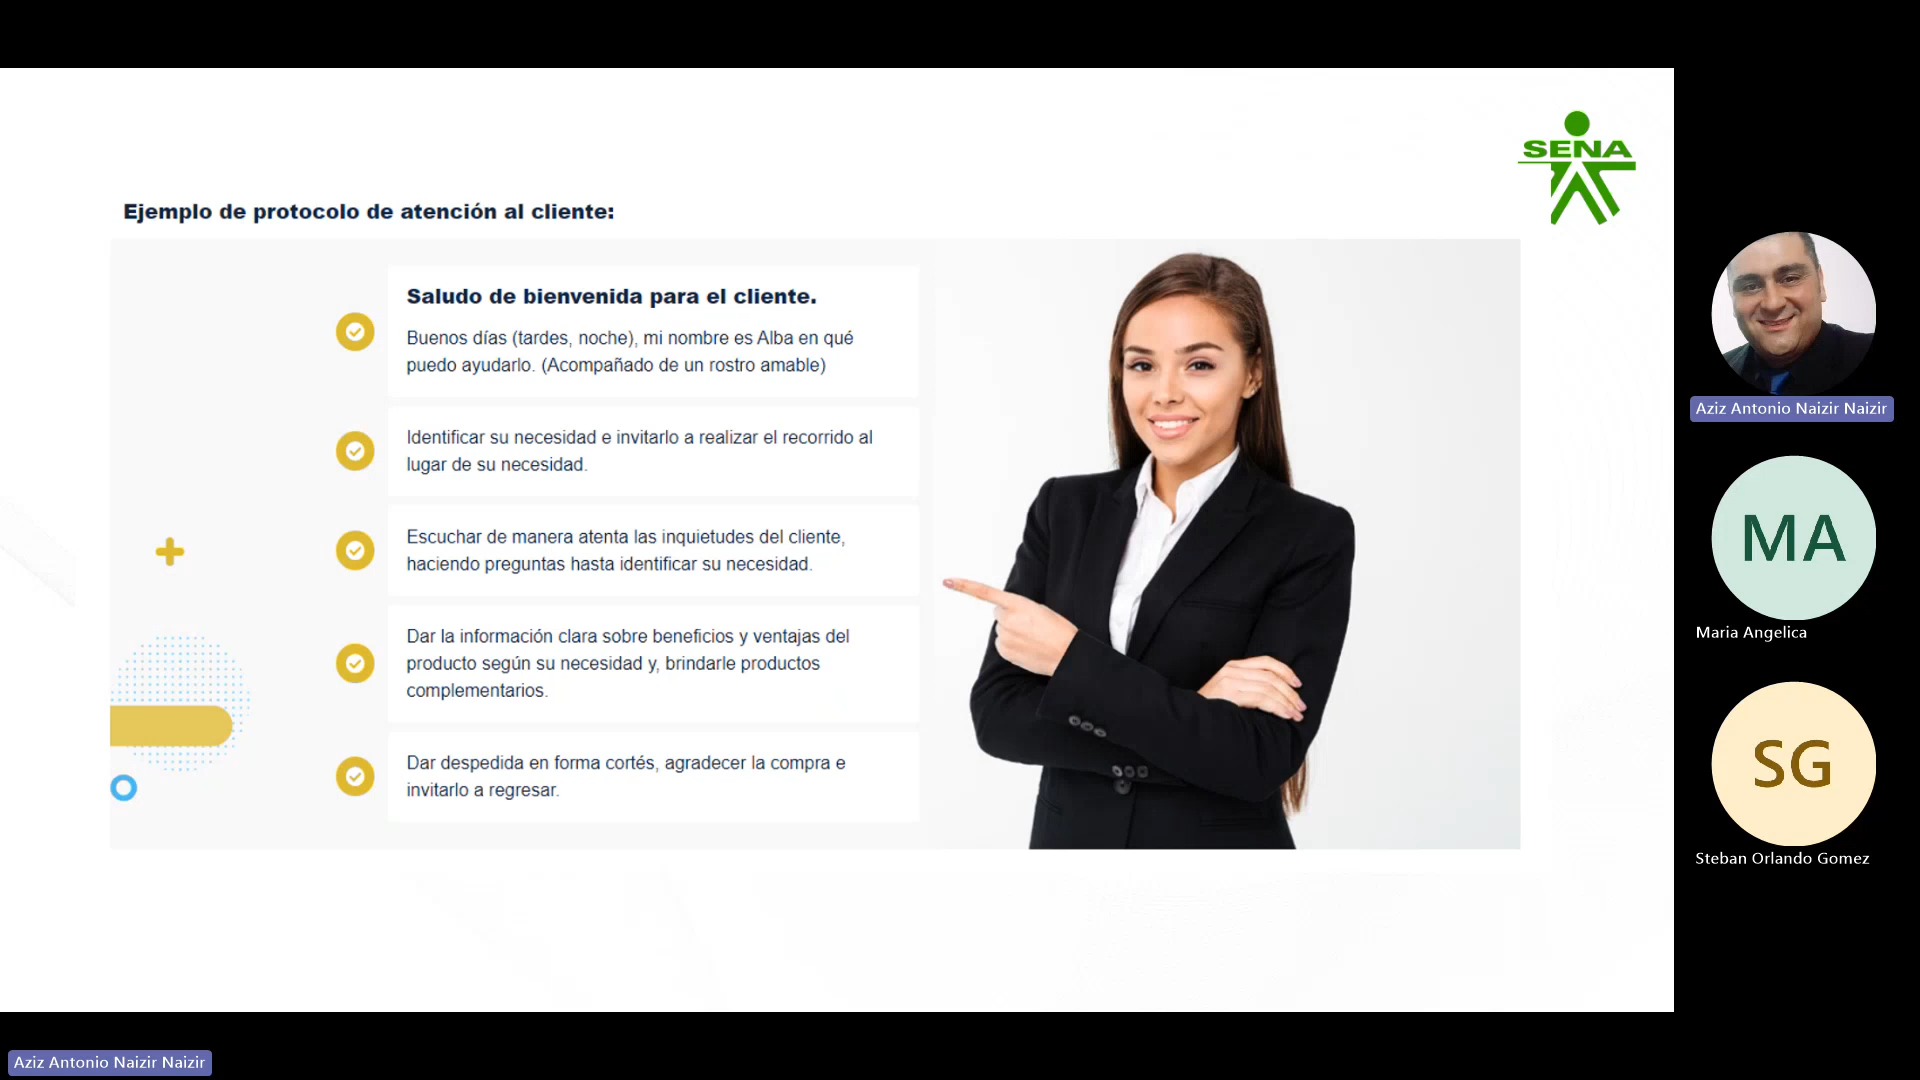 SENA
Ejemplo de protocolo de atención al cliente:
Saludo de bienvenida para el cliente.
Buenos días (tardes, noche), mi nombre es Alba en qué
puedo ayudarlo. (Acompañado de un rostro amable)
Identificar su necesidad e invitarlo a realizar el recorrido al
lugar de su necesidad.
Escuchar de manera atenta las inquietudes del cliente,
haciendo preguntas hasta identificar su necesidad.
Dar la información clara sobre beneficios y ventajas del
producto según su necesidad y, brindarle productos
complementarios.
Dar despedida en forma cortés, agradecer la compra e
invitarlo a regresar.
Aziz Antonio Naizir Naizir
MA
Maria Angelica
SG
Steban Orlando Gomez
Aziz Antonio Naizir Naizir